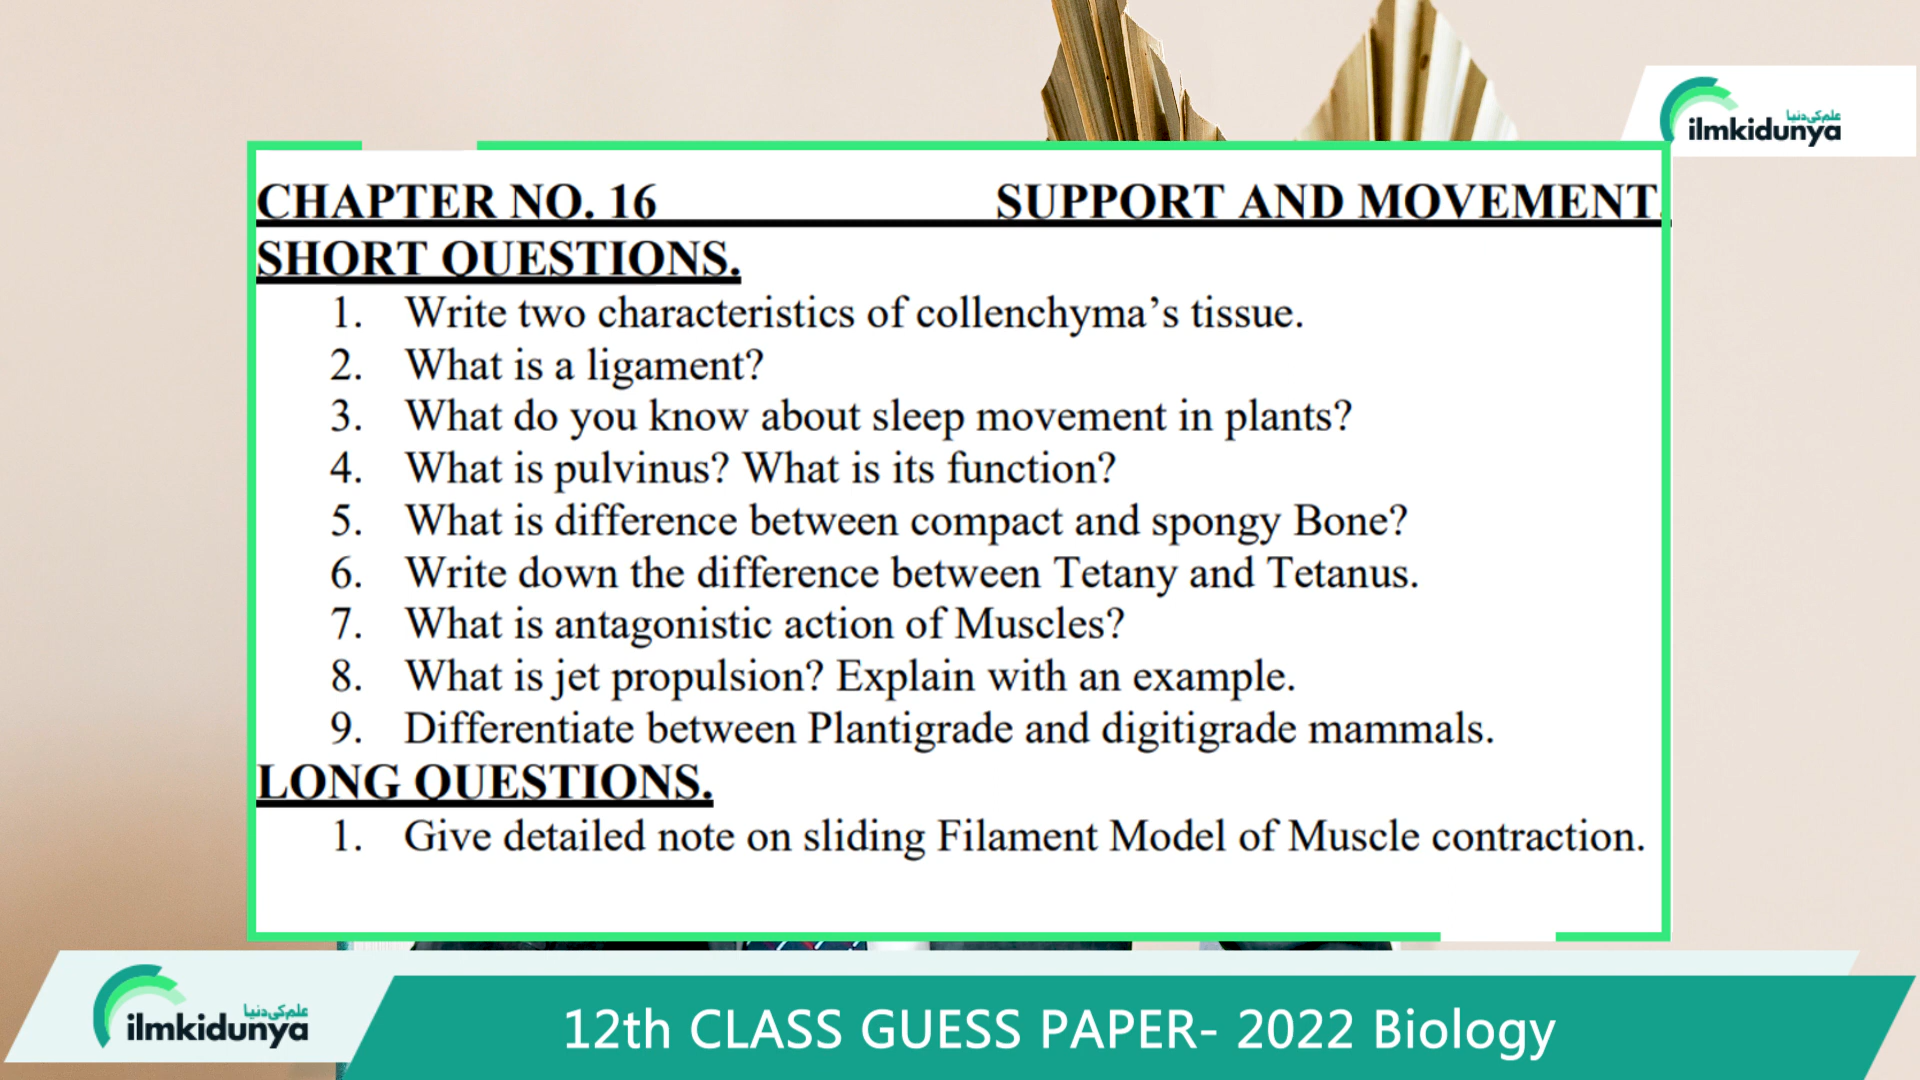 علم کی دنیا
ilmkidunya
CHAPTER NO. 16 SUPPORT AND MOVEMENT.
SHORT QUESTIONS.
1. Write two characteristics of collenchyma’s tissue.
2. What is a ligament?
3. What do you know about sleep movement in plants?
4. What is pulvinus? What is its function?
5. What is difference between compact and spongy Bone?
6. Write down the difference between Tetany and Tetanus.
7. What is antagonistic action of Muscles?
8. What is jet propulsion? Explain with an example.
9. Differentiate between Plantigrade and digitigrade mammals.
LONG QUESTIONS.
1. Give detailed note on sliding Filament Model of Muscle contraction.
علم کی دنیا
ilmkidunya
12th CLASS GUESS PAPER- 2022 Biology